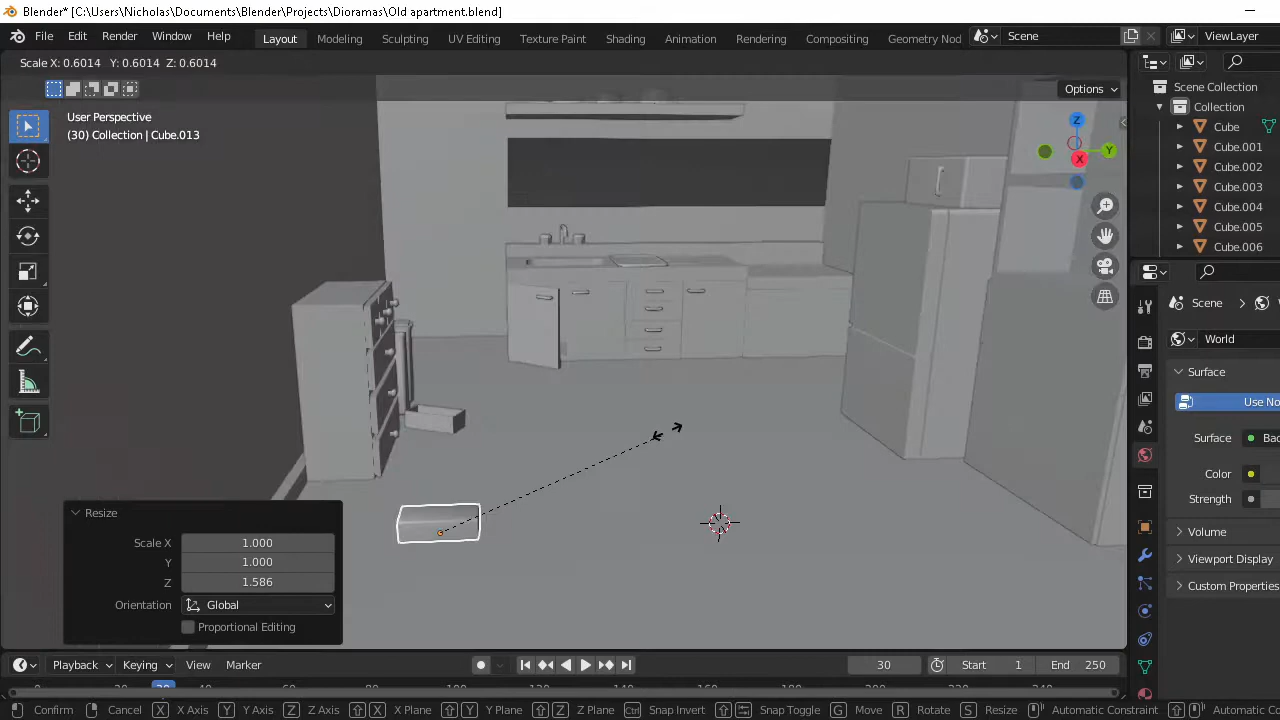 Blender* [C:\Users\Nicholas\Documents\Blender\Projects\Dioramas\Old apartment.blend]
File Edit Render Window Help Layout Modeling Sculpting UV Editing Texture Paint Shading Animation Rendering Compositing Geometry Nod Scene ViewLayer
Scale X: 0.6014 Y: 0.6014 Z: 0.6014
Options
User Perspective
(30) Collection | Cube.013
Z
Y
X
Scene Collection
Collection
Cube
Cube.001
Cube.002
Cube.003
Cube.004
Cube.005
Cube.006
Scene
World
Surface
Use No
Surface Bac
Color
Strength
Volume
Viewport Display
Custom Properties
Resize
Scale X 1.000
Y 1.000
Z 1.586
Orientation Global
Proportional Editing
Playback Keying View Marker 30 Start 1 End 250
Confirm Cancel X X Axis Y Y Axis Z Z Axis X X Plane Y Y Plane Z Z Plane Ctrl Snap Invert Snap Toggle G Move R Rotate S Resize Automatic Constraint Automatic Co